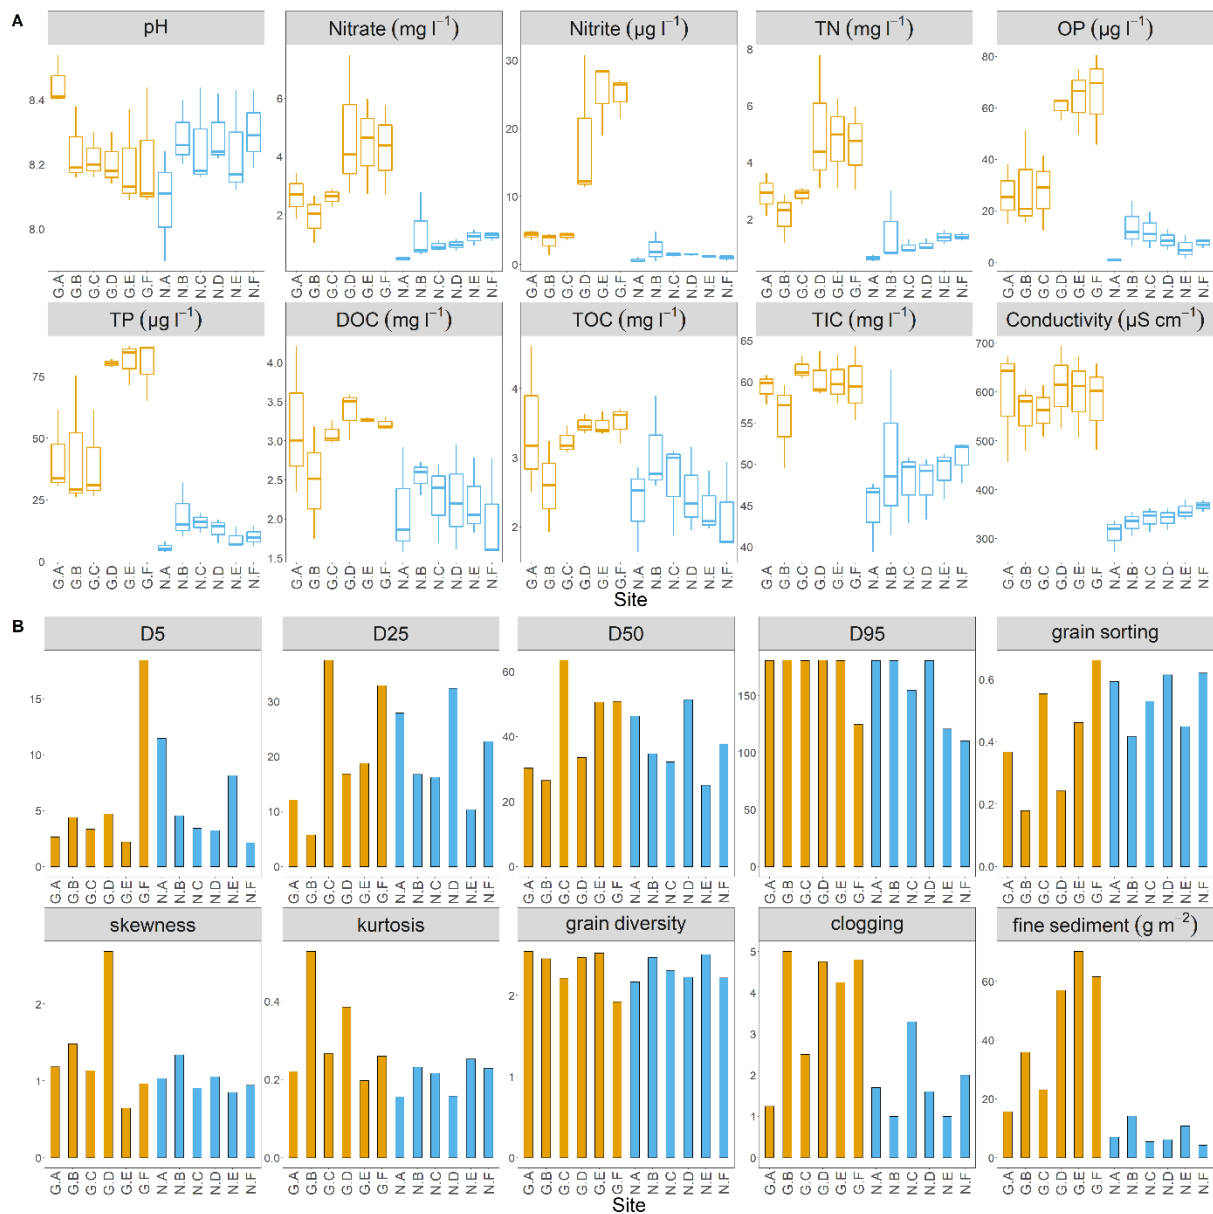 A
pH
Nitrate (mg l⁻¹)
Nitrite (µg l⁻¹)
TN (mg l⁻¹)
OP (µg l⁻¹)
8.4
8.2
8.0
6
4
2
30
20
10
0
8
6
4
2
80
60
40
20
0
G.A G.B G.C G.D G.E G.F N.A N.B N.C N.D N.E N.F
G.A G.B G.C G.D G.E G.F N.A N.B N.C N.D N.E N.F
G.A G.B G.C G.D G.E G.F N.A N.B N.C N.D N.E N.F
G.A G.B G.C G.D G.E G.F N.A N.B N.C N.D N.E N.F
G.A G.B G.C G.D G.E G.F N.A N.B N.C N.D N.E N.F
TP (µg l⁻¹)
DOC (mg l⁻¹)
TOC (mg l⁻¹)
TIC (mg l⁻¹)
Conductivity (µS cm⁻¹)
75
50
25
0
4.0
3.5
3.0
2.5
2.0
1.5
4
3
2
65
60
55
50
45
40
700
600
500
400
300
G.A G.B G.C G.D G.E G.F N.A N.B N.C N.D N.E N.F
G.A G.B G.C G.D G.E G.F N.A N.B N.C N.D N.E N.F
G.A G.B G.C G.D G.E G.F N.A N.B N.C N.D N.E N.F
G.A G.B G.C G.D G.E G.F N.A N.B N.C N.D N.E N.F
G.A G.B G.C G.D G.E G.F N.A N.B N.C N.D N.E N.F
Site
B
D5
D25
D50
D95
grain sorting
15
10
5
0
30
20
10
0
60
40
20
0
150
100
50
0
0.6
0.4
0.2
0.0
G.A G.B G.C G.D G.E G.F N.A N.B N.C N.D N.E N.F
G.A G.B G.C G.D G.E G.F N.A N.B N.C N.D N.E N.F
G.A G.B G.C G.D G.E G.F N.A N.B N.C N.D N.E N.F
G.A G.B G.C G.D G.E G.F N.A N.B N.C N.D N.E N.F
G.A G.B G.C G.D G.E G.F N.A N.B N.C N.D N.E N.F
skewness
kurtosis
grain diversity
clogging
fine sediment (g m⁻²)
2
1
0
0.4
0.2
0.0
2
1
0
5
4
3
2
1
0
60
40
20
0
G.A G.B G.C G.D G.E G.F N.A N.B N.C N.D N.E N.F
G.A G.B G.C G.D G.E G.F N.A N.B N.C N.D N.E N.F
G.A G.B G.C G.D G.E G.F N.A N.B N.C N.D N.E N.F
G.A G.B G.C G.D G.E G.F N.A N.B N.C N.D N.E N.F
G.A G.B G.C G.D G.E G.F N.A N.B N.C N.D N.E N.F
Site